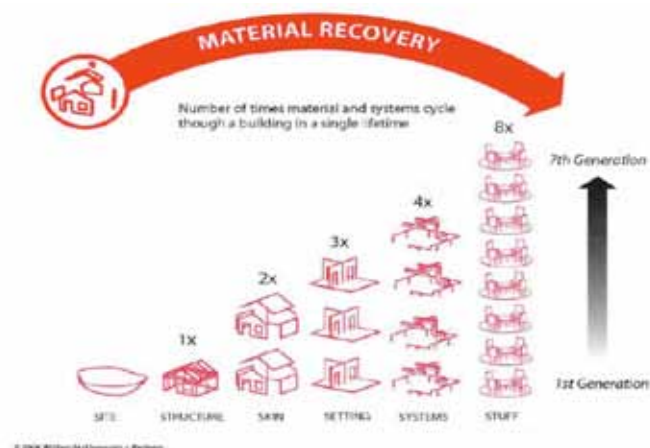 MATERIAL RECOVERY
Number of times material and systems cycle
though a building in a single lifetime
8x
7th Generation
4x
3x
2x
1x
1st Generation
SITE STRUCTURE SKIN SETTING SYSTEMS STUFF